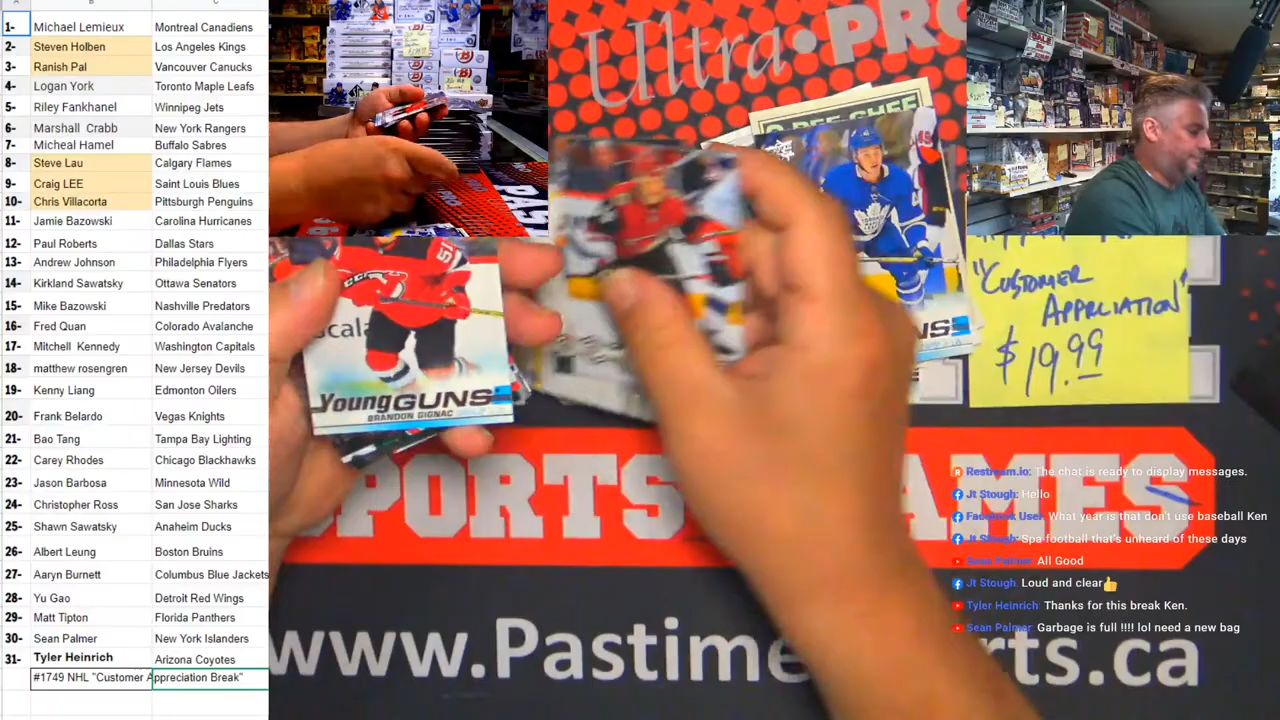 A B C
1- Michael Lemieux Montreal Canadiens
2- Steven Holben Los Angeles Kings
3- Ranish Pal Vancouver Canucks
4- Logan York Toronto Maple Leafs
5- Riley Fankhanel Winnipeg Jets
6- Marshall Crabb New York Rangers
7- Micheal Hamel Buffalo Sabres
8- Steve Lau Calgary Flames
9- Craig LEE Saint Louis Blues
10- Chris Villacorta Pittsburgh Penguins
11- Jamie Bazowski Carolina Hurricanes
12- Paul Roberts Dallas Stars
13- Andrew Johnson Philadelphia Flyers
14- Kirkland Sawatsky Ottawa Senators
15- Mike Bazowski Nashville Predators
16- Fred Quan Colorado Avalanche
17- Mitchell Kennedy Washington Capitals
18- matthew rosengren New Jersey Devils
19- Kenny Liang Edmonton Oilers
20- Frank Belardo Vegas Knights
21- Bao Tang Tampa Bay Lighting
22- Carey Rhodes Chicago Blackhawks
23- Jason Barbosa Minnesota Wild
24- Christopher Ross San Jose Sharks
25- Shawn Sawatsky Anaheim Ducks
26- Albert Leung Boston Bruins
27- Aaryn Burnett Columbus Blue Jackets
28- Yu Gao Detroit Red Wings
29- Matt Tipton Florida Panthers
30- Sean Palmer New York Islanders
31- Tyler Heinrich Arizona Coyotes
#1749 NHL "Customer Appreciation Break"
Ultra PRO
O-PEE-CHEE
"CUSTOMER
APPRCIATION"
$19.99
Young GUNS
BRANDON GIGNAC
SPORTS GAMES
www.Pastime rts.ca
Restream.io: The chat is ready to display messages.
Jt Stough: Hello
Facebook User: What year is that don't use baseball Ken
Jt Stough: Spa football that's unheard of these days
Sean Palmer: All Good
Jt Stough: Loud and clear👍
Tyler Heinrich: Thanks for this break Ken.
Sean Palmer: Garbage is full !!!! lol need a new bag